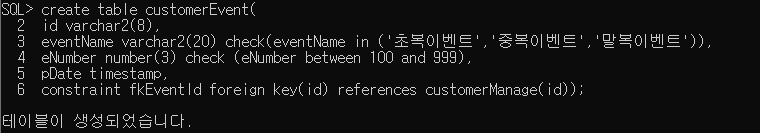 SQL> create table customerEvent(
  2  id varchar2(8),
  3  eventName varchar2(20) check(eventName in ('초복이벤트','중복이벤트','말복이벤트')),
  4  eNumber number(3) check (eNumber between 100 and 999),
  5  pDate timestamp,
  6  constraint fkEventId foreign key(id) references customerManage(id));
테이블이 생성되었습니다.